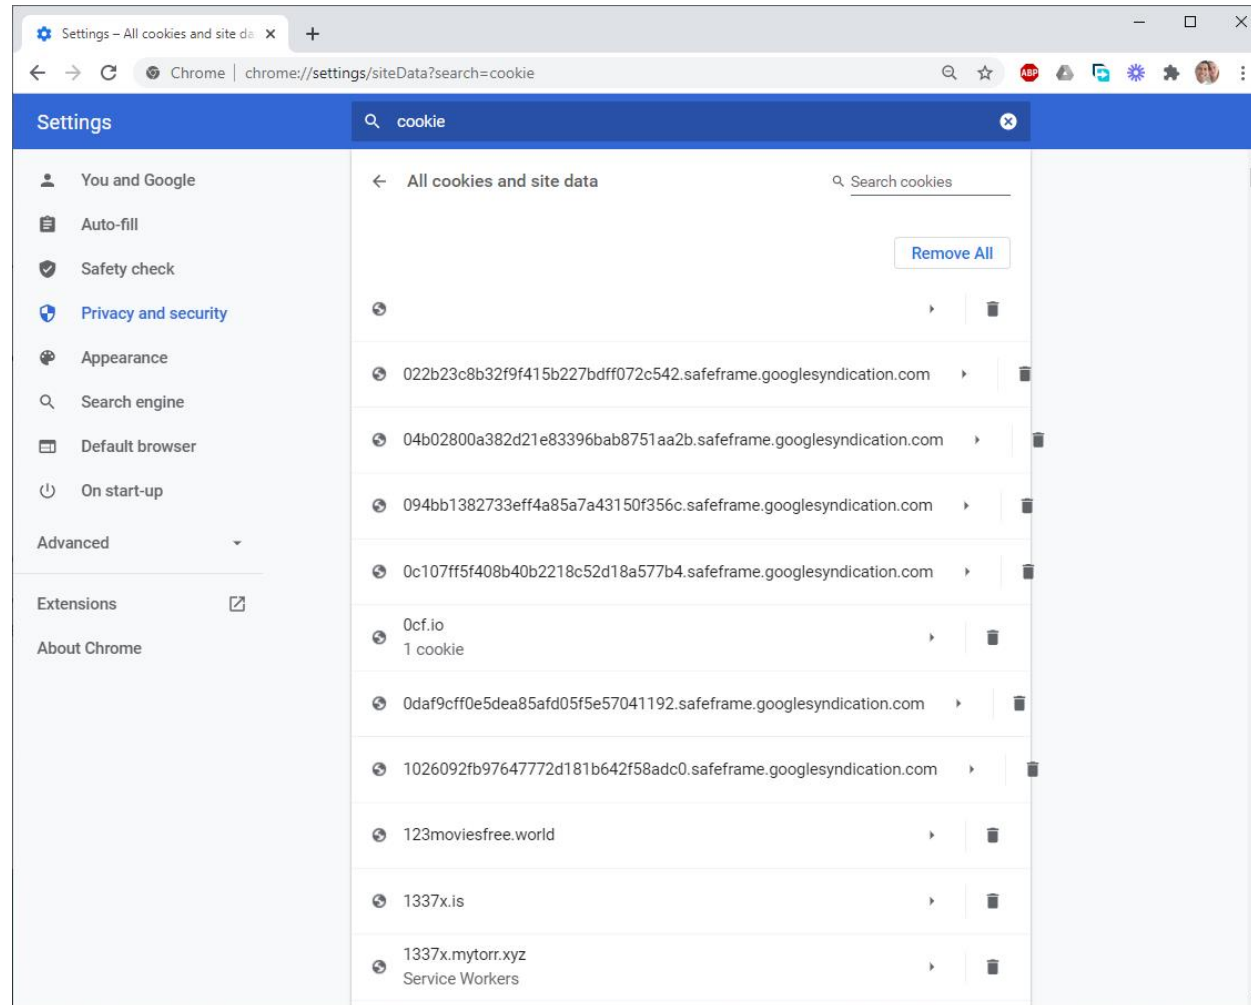 Settings – All cookies and site da
Chrome | chrome://settings/siteData?search=cookie
ABP
Settings
cookie
You and Google
Auto-fill
Safety check
Privacy and security
Appearance
Search engine
Default browser
On start-up
Advanced
Extensions
About Chrome
All cookies and site data
Search cookies
Remove All
022b23c8b32f9f415b227bdff072c542.safeframe.googlesyndication.com
04b02800a382d21e83396bab8751aa2b.safeframe.googlesyndication.com
094bb1382733eff4a85a7a43150f356c.safeframe.googlesyndication.com
0c107ff5f408b40b2218c52d18a577b4.safeframe.googlesyndication.com
0cf.io
1 cookie
0daf9cff0e5dea85afd05f5e57041192.safeframe.googlesyndication.com
1026092fb97647772d181b642f58adc0.safeframe.googlesyndication.com
123moviesfree.world
1337x.is
1337x.mytorr.xyz
Service Workers